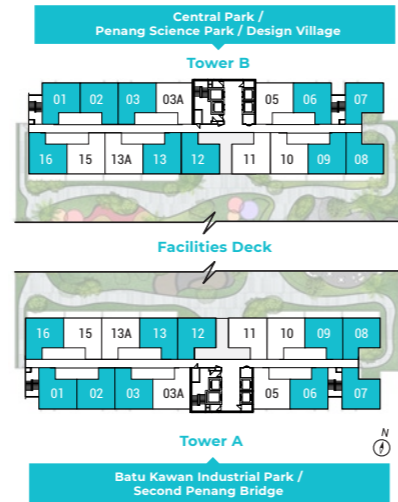 Central Park /
Penang Science Park / Design Village
Tower B
01 02 03 03A 05 06 07
16 15 13A 13 12 11 10 09 08
Facilities Deck
16 15 13A 13 12 11 10 09 08
01 02 03 03A 05 06 07
Tower A
N
Batu Kawan Industrial Park /
Second Penang Bridge